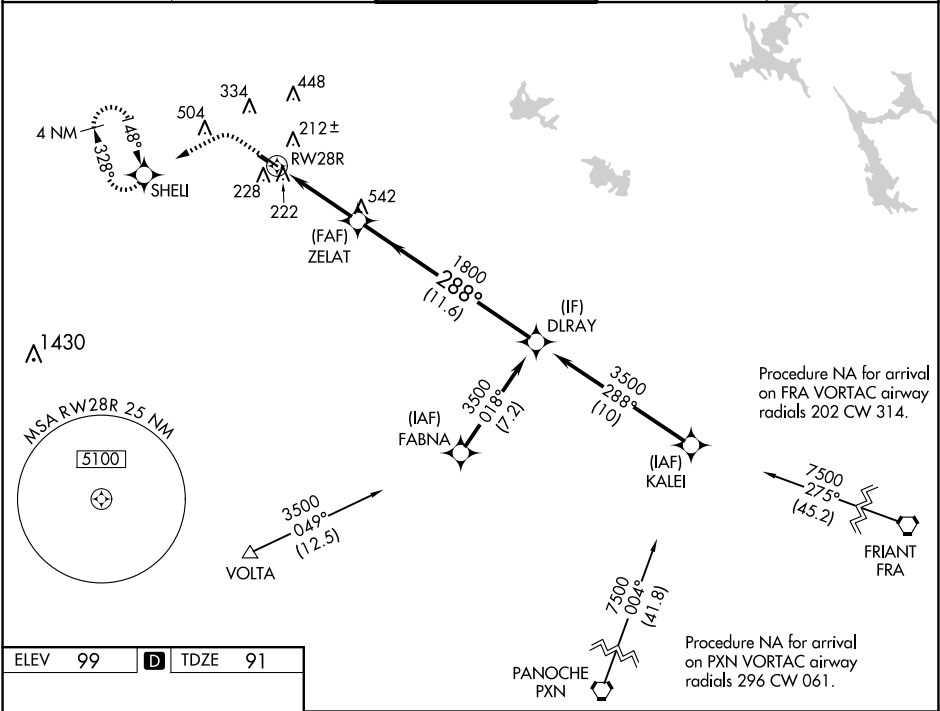 334
448
504
212±
4 NM
48°
328°
RW28R
SHELI
228
222
542
(FAF)
ZELAT
1800
288°
(11.6)
(IF)
DLRAY
1430
3500
288°
(10)
Procedure NA for arrival
on FRA VORTAC airway
radials 202 CW 314.
MSA RW28R 25 NM
5100
(IAF)
FABNA
3500
018°
(7.2)
(IAF)
KALEI
3500
049°
(12.5)
VOLTA
7500
275°
(45.2)
FRIANT
FRA
7500
004°
(41.8)
PANOCHE
PXN
Procedure NA for arrival
on PXN VORTAC airway
radials 296 CW 061.
ELEV 99 D TDZE 91